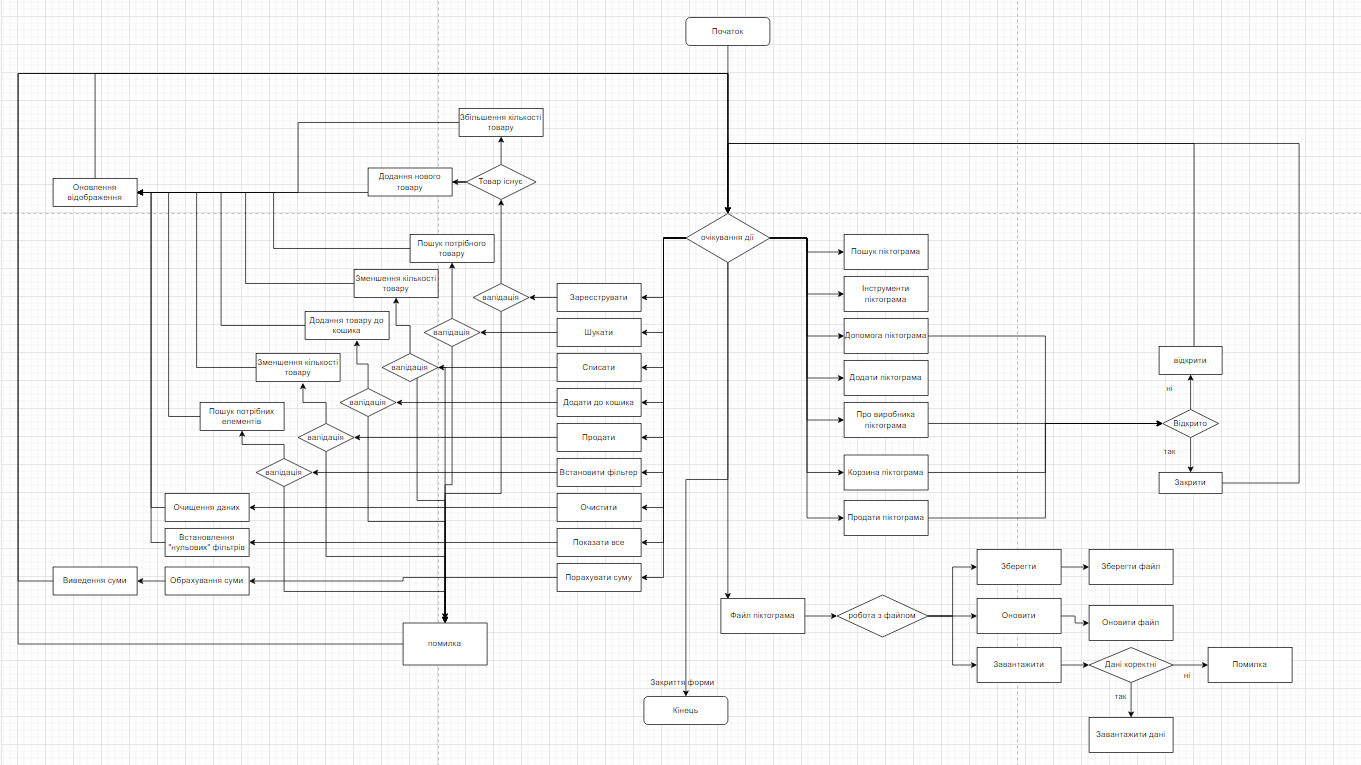 Початок
Збільшення кількості
товару
Додання нового
товару
Товар існує
Оновлення
відображення
очікування дії
Пошук потрібного
товару
Пошук піктограма
Зменшення кількості
товару
валідація
Зареєструвати
Інструменти
піктограма
Додання товару до
кошика
валідація
Шукати
Допомога піктограма
Зменшення кількості
товару
валідація
Списати
відкрити
Додати піктограма
ні
Пошук потрібних
елементів
валідація
Додати до кошика
Про виробника
піктограма
Відкрито
валідація
Продати
так
валідація
Встановити фільтер
Корзина піктограма
Закрити
Очищення даних
Очистити
Продати піктограма
Встановлення
"нульових" фільтрів
Показати все
Виведення суми
Обрахування суми
Порахувати суму
Зберегти
Зберегти файл
Файл піктограма
робота з файлом
Оновити
Оновити файл
помилка
Завантажити
Дані коректні
Помилка
ні
Закриття форми
так
Кінець
Завантажити дані